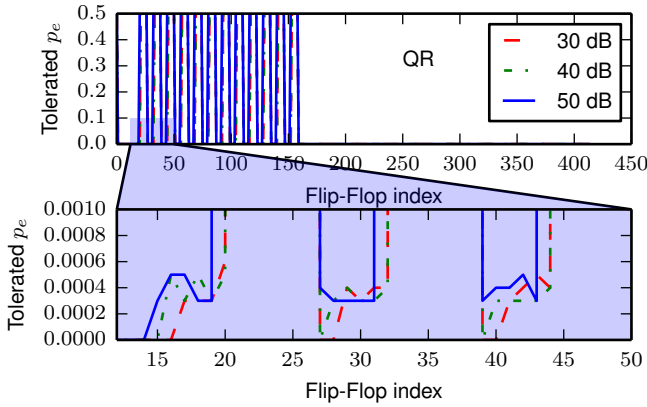 Tolerated pₑ
0.5
0.4
0.3
0.2
0.1
0.0
QR
30 dB
40 dB
50 dB
0 50 100 150 200 250 300 350 400 450
Flip-Flop index
Tolerated pₑ
0.0010
0.0008
0.0006
0.0004
0.0002
0.0000
15 20 25 30 35 40 45 50
Flip-Flop index